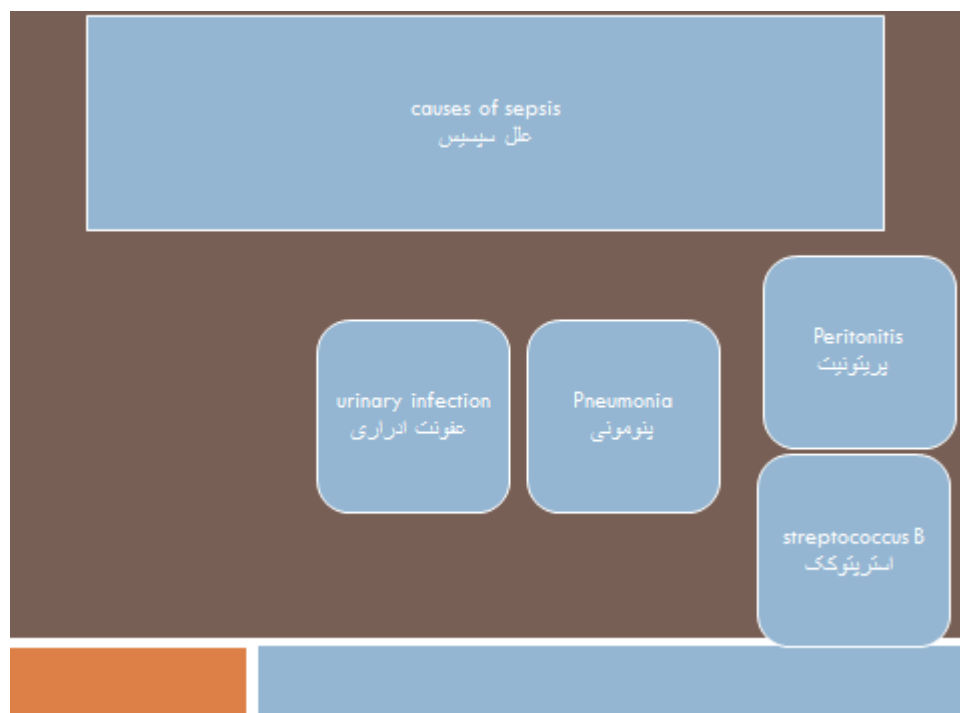 causes of sepsis
علل سپسیس
urinary infection
عفونت ادراری
Pneumonia
پنومونی
Peritonitis
پریتونیت
streptococcus B
استرپتوکک